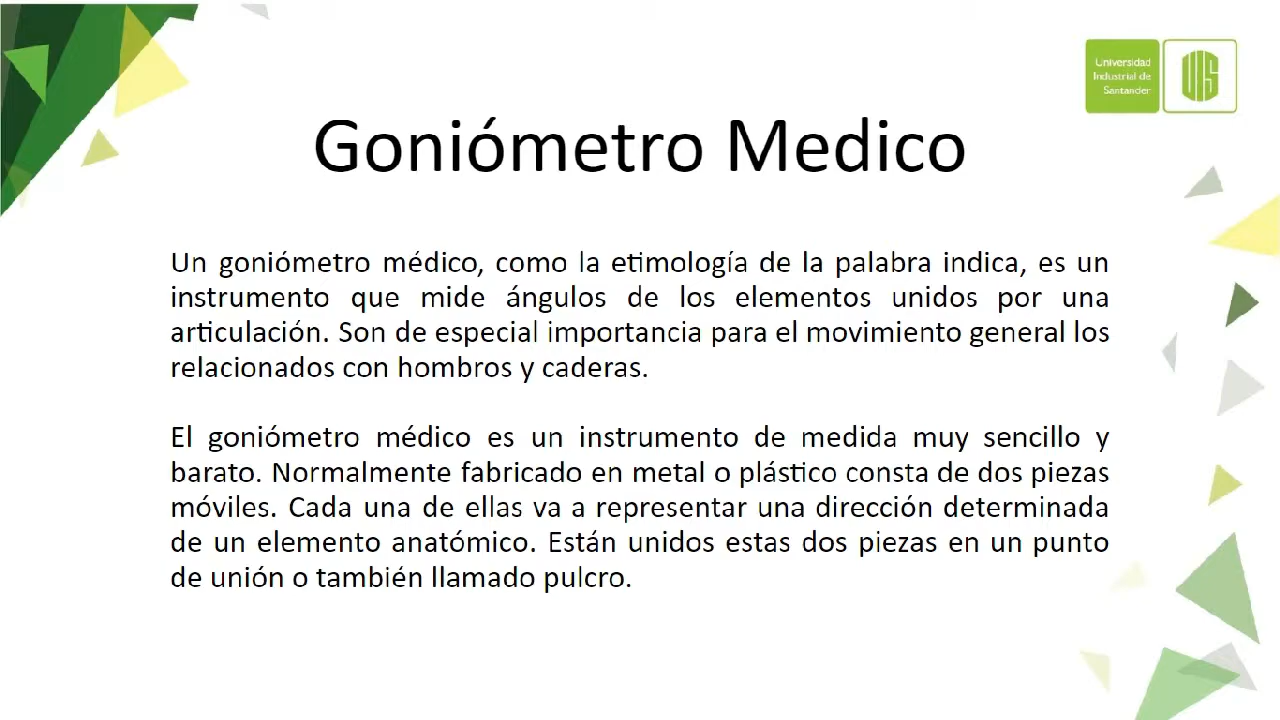 Universidad
Industrial de
Santander
UIS
Goniómetro Medico
Un goniómetro médico, como la etimología de la palabra indica, es un
instrumento que mide ángulos de los elementos unidos por una
articulación. Son de especial importancia para el movimiento general los
relacionados con hombros y caderas.
El goniómetro médico es un instrumento de medida muy sencillo y
barato. Normalmente fabricado en metal o plástico consta de dos piezas
móviles. Cada una de ellas va a representar una dirección determinada
de un elemento anatómico. Están unidos estas dos piezas en un punto
de unión o también llamado pulcro.